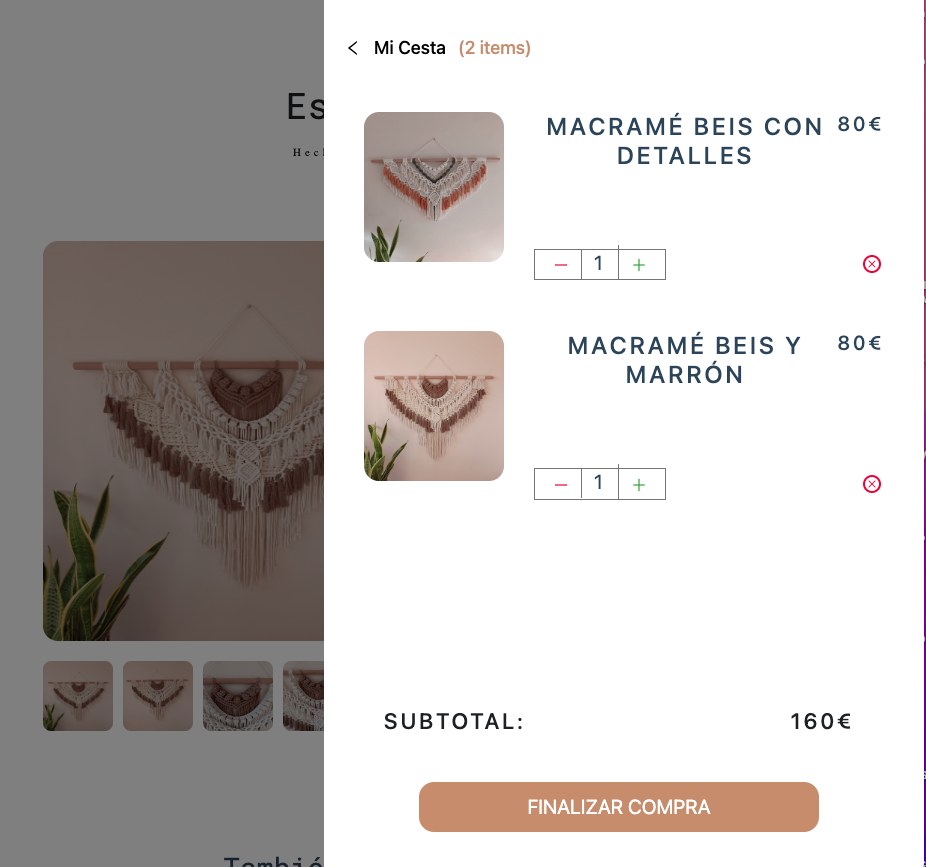 Mi Cesta (2 items)
MACRAMÉ BEIS CON
DETALLES
80€
− 1 +
MACRAMÉ BEIS Y
MARRÓN
80€
− 1 +
SUBTOTAL: 160€
FINALIZAR COMPRA
Es
Hecl
Tambié